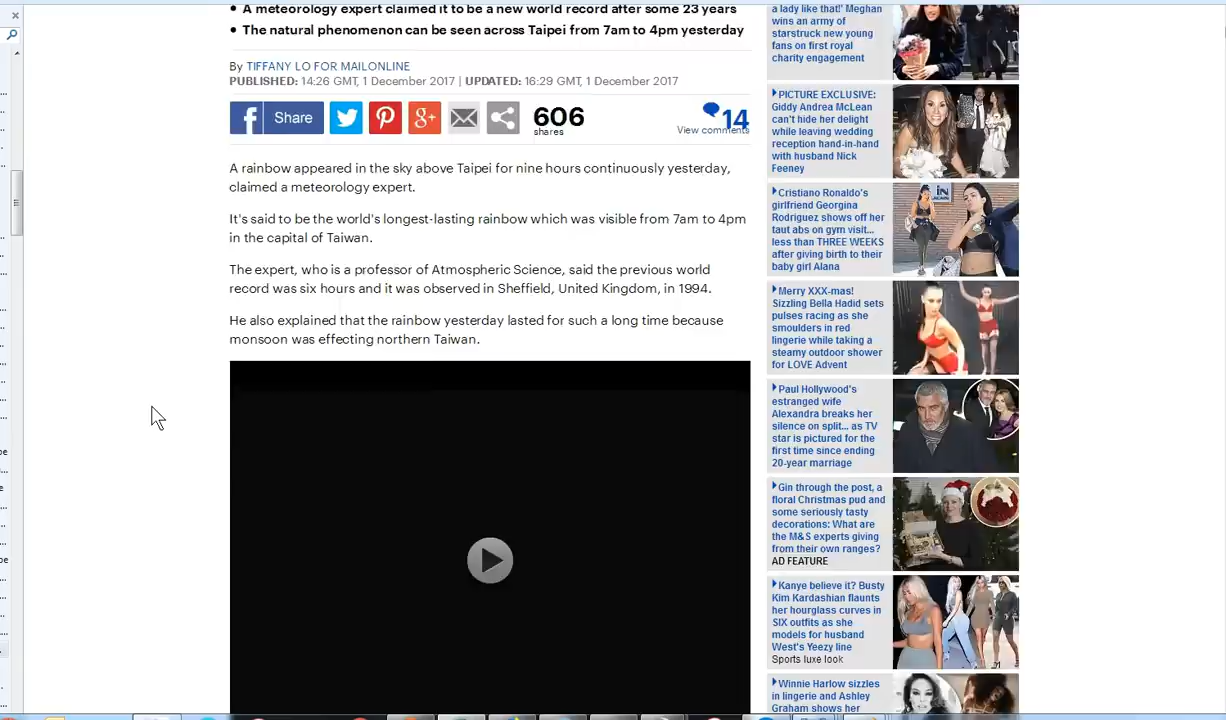 A meteorology expert claimed it to be a new world record after some 23 years
The natural phenomenon can be seen across Taipei from 7am to 4pm yesterday
By TIFFANY LO FOR MAILONLINE
PUBLISHED: 14:26 GMT, 1 December 2017 | UPDATED: 16:29 GMT, 1 December 2017
f Share
g+
606
shares
14
View comments
A rainbow appeared in the sky above Taipei for nine hours continuously yesterday,
claimed a meteorology expert.
It's said to be the world's longest-lasting rainbow which was visible from 7am to 4pm
in the capital of Taiwan.
The expert, who is a professor of Atmospheric Science, said the previous world
record was six hours and it was observed in Sheffield, United Kingdom, in 1994.
He also explained that the rainbow yesterday lasted for such a long time because
monsoon was effecting northern Taiwan.
a lady like that!' Meghan
wins an army of
starstruck new young
fans on first royal
charity engagement
PICTURE EXCLUSIVE:
Giddy Andrea McLean
can't hide her delight
while leaving wedding
reception hand-in-hand
with husband Nick
Feeney
Cristiano Ronaldo's
girlfriend Georgina
Rodriguez shows off her
taut abs on gym visit...
less than THREE WEEKS
after giving birth to their
baby girl Alana
Merry XXX-mas!
Sizzling Bella Hadid sets
pulses racing as she
smoulders in red
lingerie while taking a
steamy outdoor shower
for LOVE Advent
Paul Hollywood's
estranged wife
Alexandra breaks her
silence on split... as TV
star is pictured for the
first time since ending
20-year marriage
Gin through the post, a
floral Christmas pud and
some seriously tasty
decorations: What are
the M&S experts giving
from their own ranges?
AD FEATURE
Kanye believe it? Busty
Kim Kardashian flaunts
her hourglass curves in
SIX outfits as she
models for husband
West's Yeezy line
Sports luxe look
Winnie Harlow sizzles
in lingerie and Ashley
Graham shows her